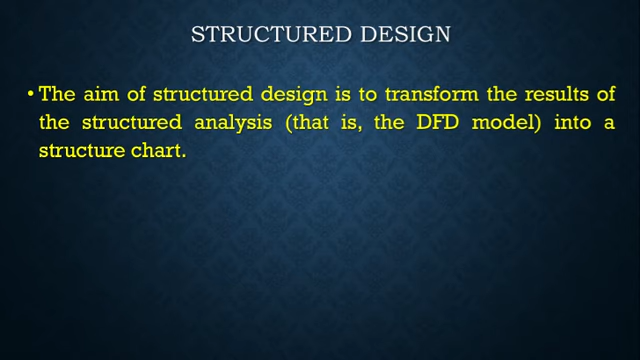 STRUCTURED DESIGN
• The aim of structured design is to transform the results of
the structured analysis (that is, the DFD model) into a
structure chart.